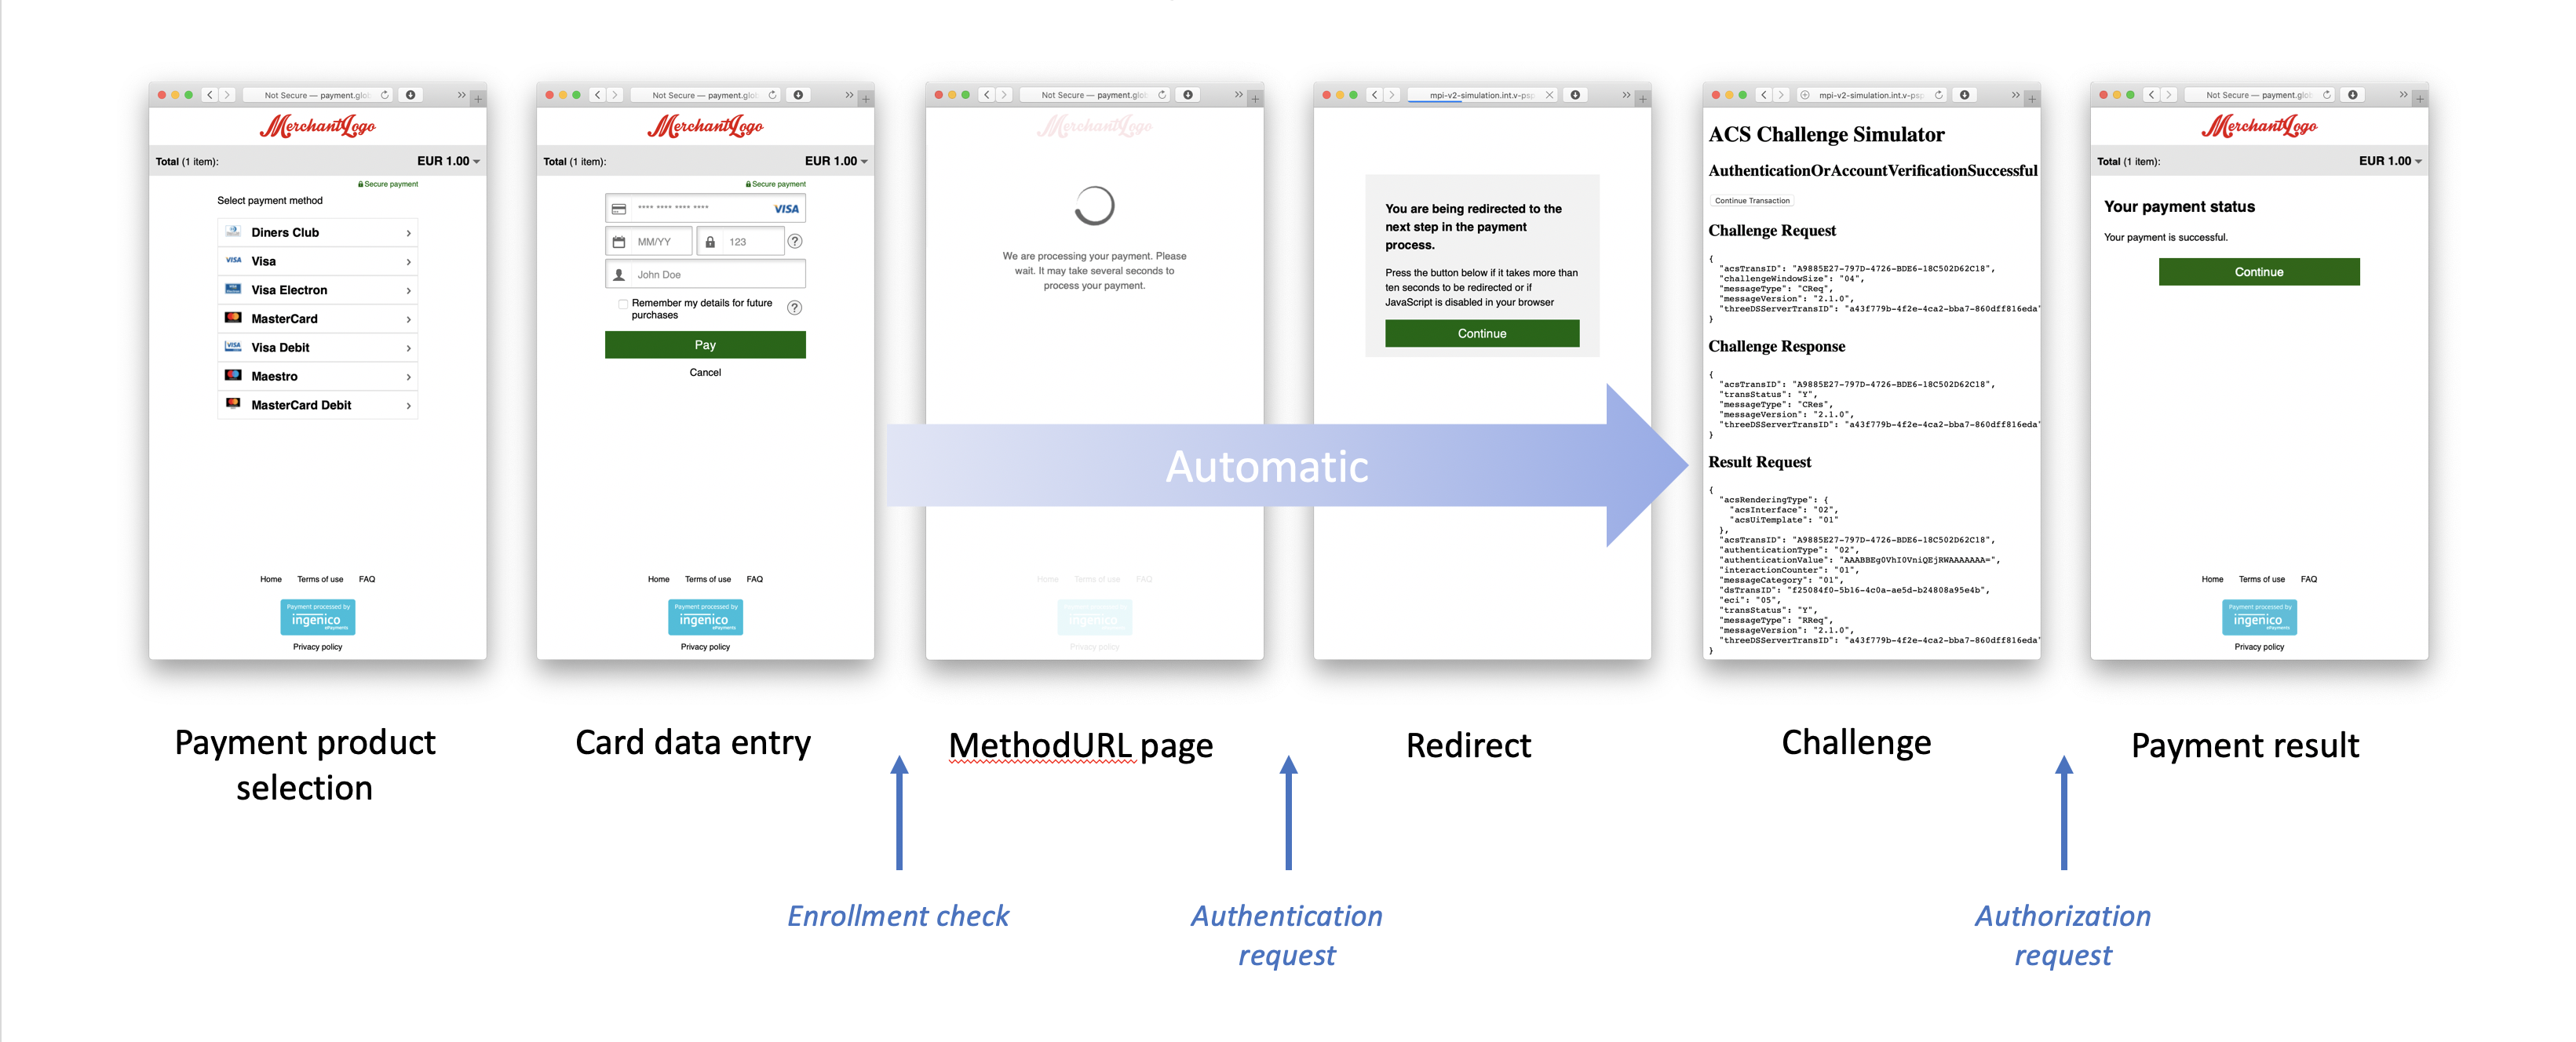 Not Secure — payment.glob
MerchantLogo
Total (1 item):
EUR 1.00
Secure payment
Select payment method
Diners Club
VISA
Visa
Visa Electron
MasterCard
VISA
Visa Debit
Maestro
MasterCard Debit
Home Terms of use FAQ
Payment processed by
ingenico
ePayments
Privacy policy
Payment product
selection
Not Secure — payment.glob
MerchantLogo
Total (1 item):
EUR 1.00
Secure payment
**** **** **** ****
VISA
MM/YY
123
?
John Doe
Remember my details for future
purchases
?
Pay
Cancel
Home Terms of use FAQ
Payment processed by
ingenico
ePayments
Privacy policy
Card data entry
Enrollment check
Not Secure — payment.glob
MerchantLogo
We are processing your payment. Please
wait. It may take several seconds to
process your payment.
Automatic
Home Terms of use FAQ
Payment processed by
ingenico
ePayments
Privacy policy
MethodURL page
Authentication
request
mpi-v2-simulation.int.v-psp
You are being redirected to the
next step in the payment
process.
Press the button below if it takes more than
ten seconds to be redirected or if
JavaScript is disabled in your browser
Continue
Redirect
mpi-v2-simulation.int.v-psp
ACS Challenge Simulator
AuthenticationOrAccountVerificationSuccessful
Continue Transaction
Challenge Request
{
"acsTransID": "A9885E27-797D-4726-BDE6-18C502D62C18",
"challengeWindowSize": "04",
"messageType": "CReq",
"messageVersion": "2.1.0",
"threeDSServerTransID": "a43f779b-4f2e-4ca2-bba7-860dff816eda"
}
Challenge Response
{
"acsTransID": "A9885E27-797D-4726-BDE6-18C502D62C18",
"transStatus": "Y",
"messageType": "CRes",
"messageVersion": "2.1.0",
"threeDSServerTransID": "a43f779b-4f2e-4ca2-bba7-860dff816eda"
}
Result Request
{
"acsRenderingType": {
"acsInterface": "02",
"acsUiTemplate": "01"
},
"acsTransID": "A9885E27-797D-4726-BDE6-18C502D62C18",
"authenticationType": "02",
"authenticationValue": "AAABBEg0VhI0VniQEjRWAAAAAAA=",
"interactionCounter": "01",
"messageCategory": "01",
"dsTransID": "f25084f0-5b16-4c0a-ae5d-b24808a95e4b",
"eci": "05",
"transStatus": "Y",
"messageType": "RReq",
"messageVersion": "2.1.0",
"threeDSServerTransID": "a43f779b-4f2e-4ca2-bba7-860dff816eda"
}
Challenge
Authorization
request
Not Secure — payment.glob
MerchantLogo
Total (1 item):
EUR 1.00
Your payment status
Your payment is successful.
Continue
Home Terms of use FAQ
Payment processed by
ingenico
ePayments
Privacy policy
Payment result